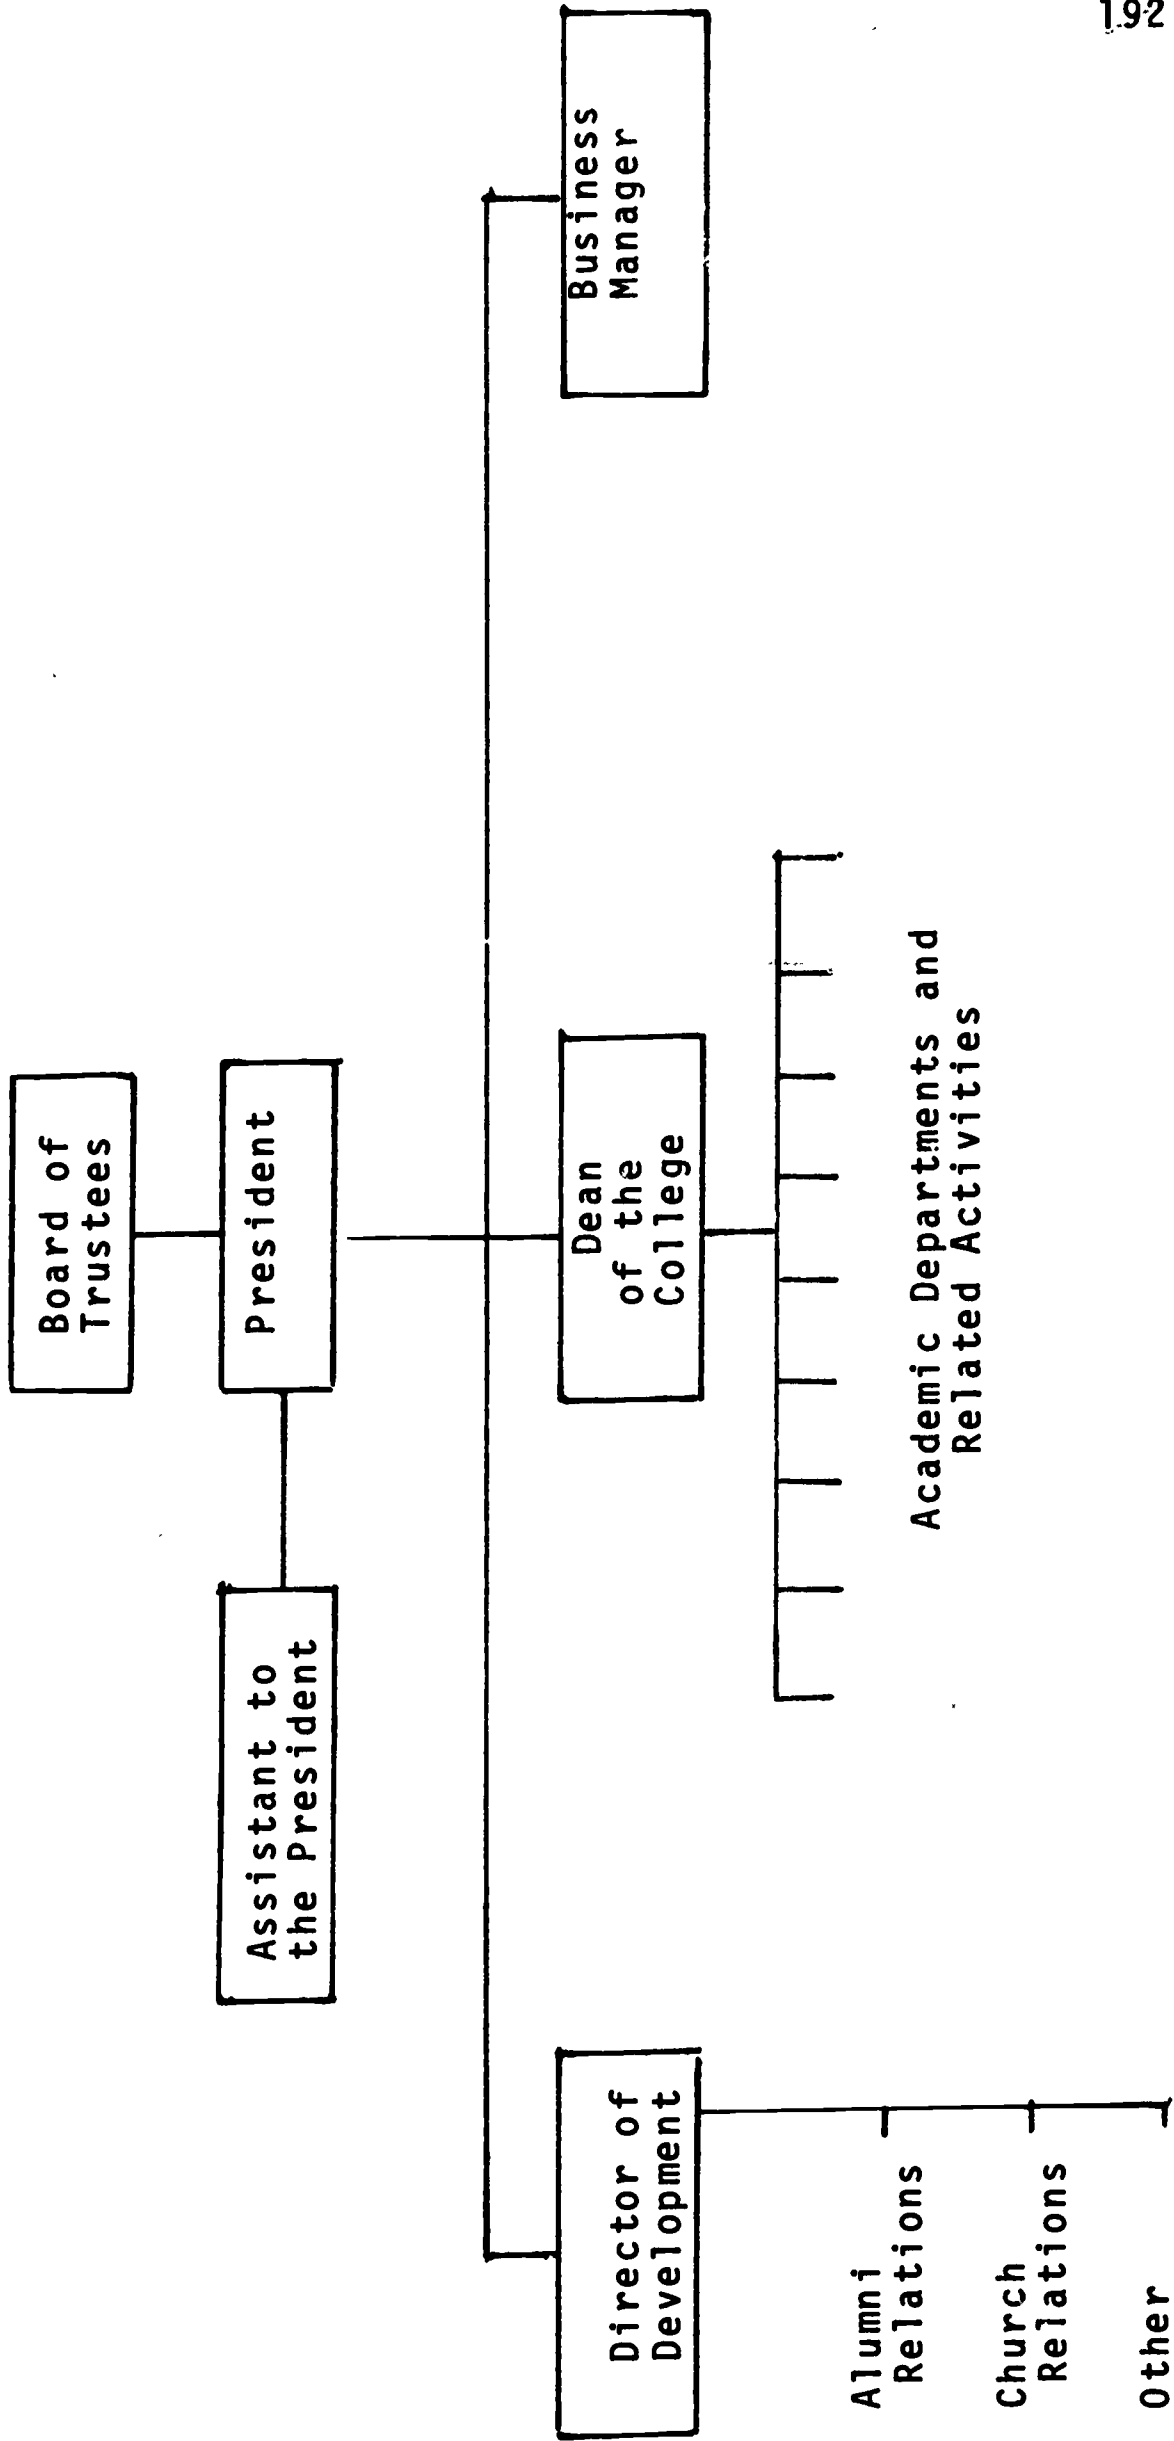 192
Board of
Trustees
Assistant to
the President
President
Director of
Development
Dean
of the
College
Business
Manager
Alumni
Relations
Church
Relations
Other
Academic Departments and
Related Activities